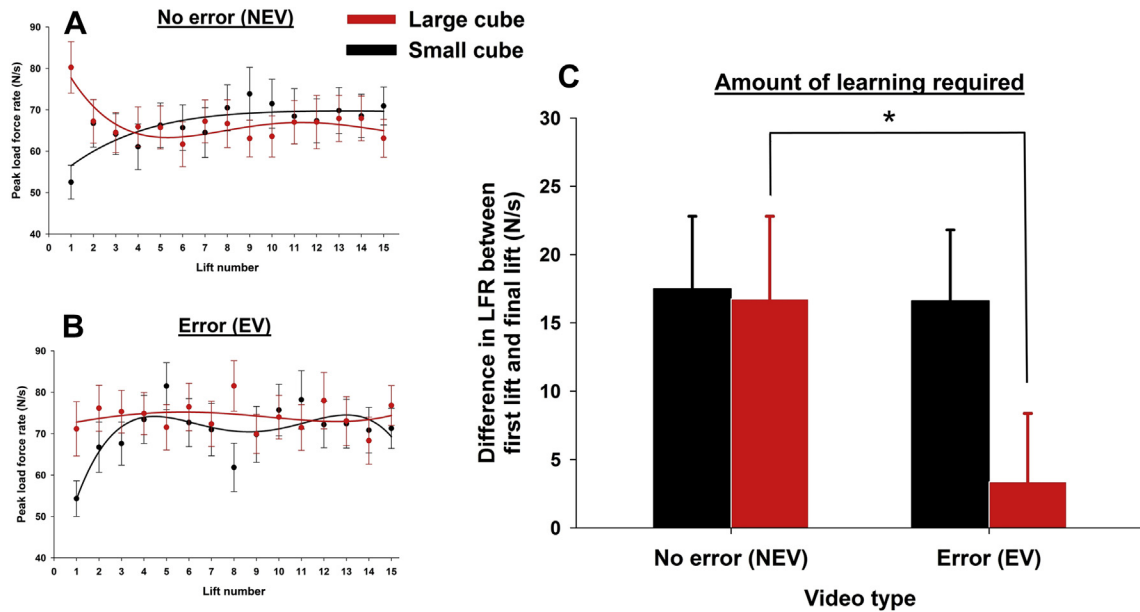 A
No error (NEV)
Large cube
Small cube
Peak load force rate (N/s)
90
80
70
60
50
40
0 1 2 3 4 5 6 7 8 9 10 11 12 13 14 15
Lift number
B
Error (EV)
Peak load force rate (N/s)
90
80
70
60
50
40
0 1 2 3 4 5 6 7 8 9 10 11 12 13 14 15
Lift number
C
Amount of learning required
Difference in LFR between
first lift and final lift (N/s)
30
25
20
15
10
5
0
*
No error (NEV) Error (EV)
Video type